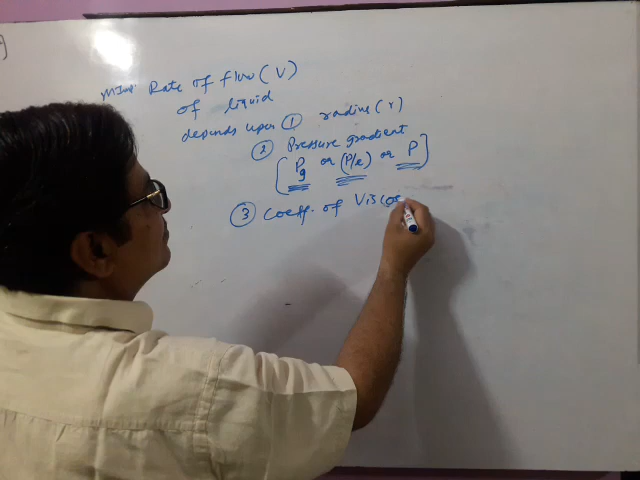 MImp: Rate of flow (V)
of liquid
depends upon ① radius (r)
② Pressure gradient
[Pg or (P/l) or P]
③ Coeff. of Viscos